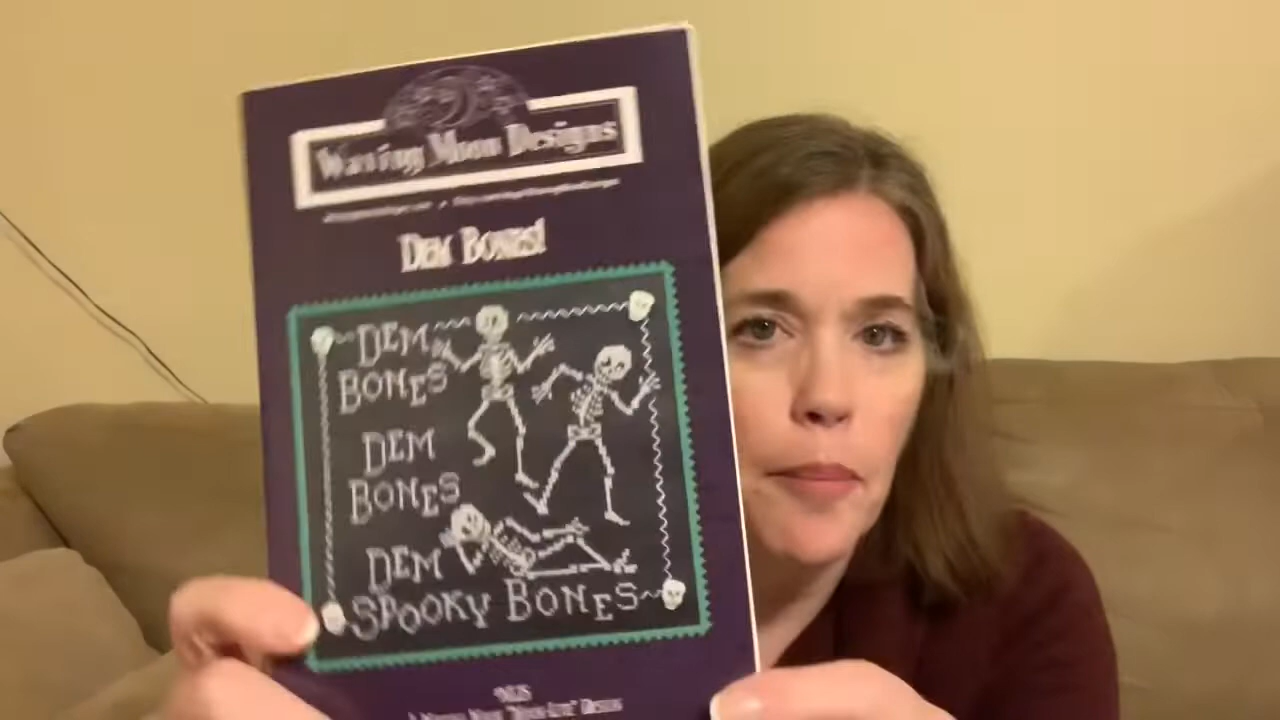 Waxing Moon Designs
DEM BONES!
DEM
BONES
DEM
BONES
DEM
SPOOKY BONES